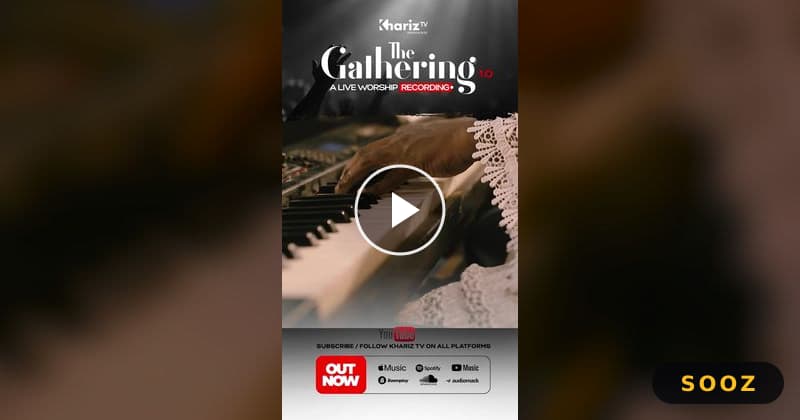 Khariz TV
The
Gathering 1.0
A LIVE WORSHIP RECORDING
YouTube
SUBSCRIBE / FOLLOW KHARIZ TV ON ALL PLATFORMS
OUT
NOW
Music
Spotify
Music
Boomplay
audiomack
SOOZ